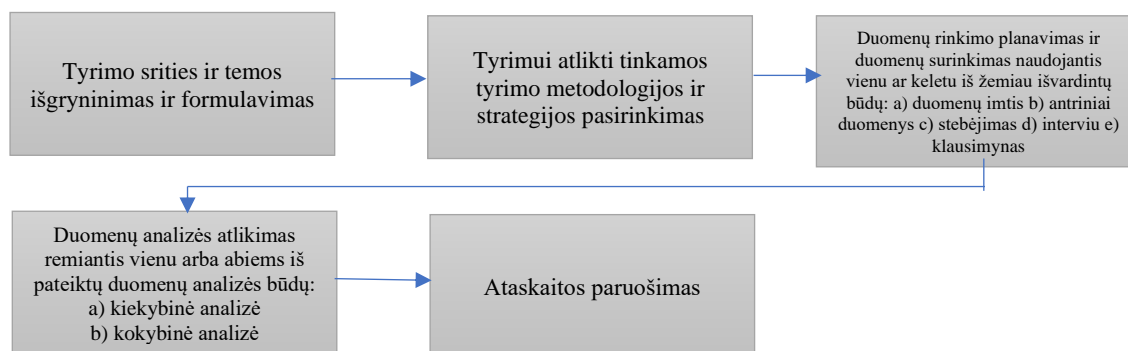 Tyrimo srities ir temos
išgryninimas ir formulavimas
Tyrimui atlikti tinkamos
tyrimo metodologijos ir
strategijos pasirinkimas
Duomenų rinkimo planavimas ir
duomenų surinkimas naudojantis
vienu ar keletu iš žemiau išvardintų
būdų: a) duomenų imtis b) antriniai
duomenys c) stebėjimas d) interviu e)
klausimynas
Duomenų analizės atlikimas
remiantis vienu arba abiems iš
pateiktų duomenų analizės būdų:
a) kiekybinė analizė
b) kokybinė analizė
Ataskaitos paruošimas